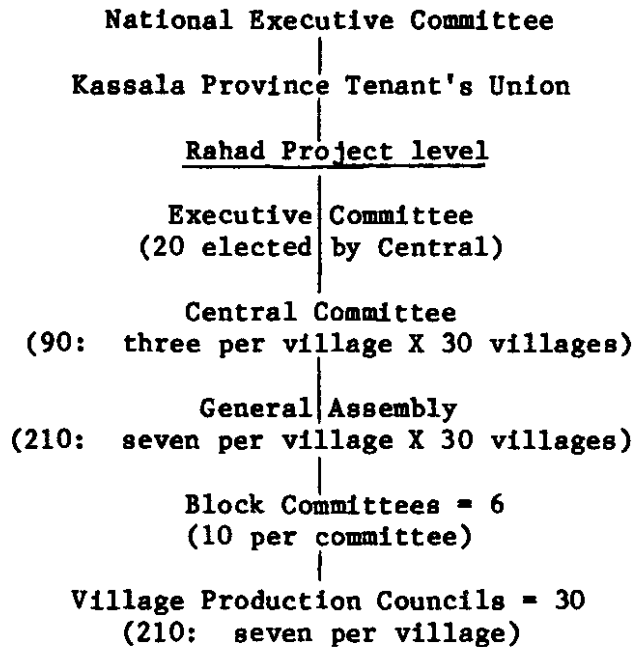 National Executive Committee
Kassala Province Tenant's Union
Rahad Project level
Executive Committee
(20 elected by Central)
Central Committee
(90: three per village X 30 villages)
General Assembly
(210: seven per village X 30 villages)
Block Committees = 6
(10 per committee)
Village Production Councils = 30
(210: seven per village)